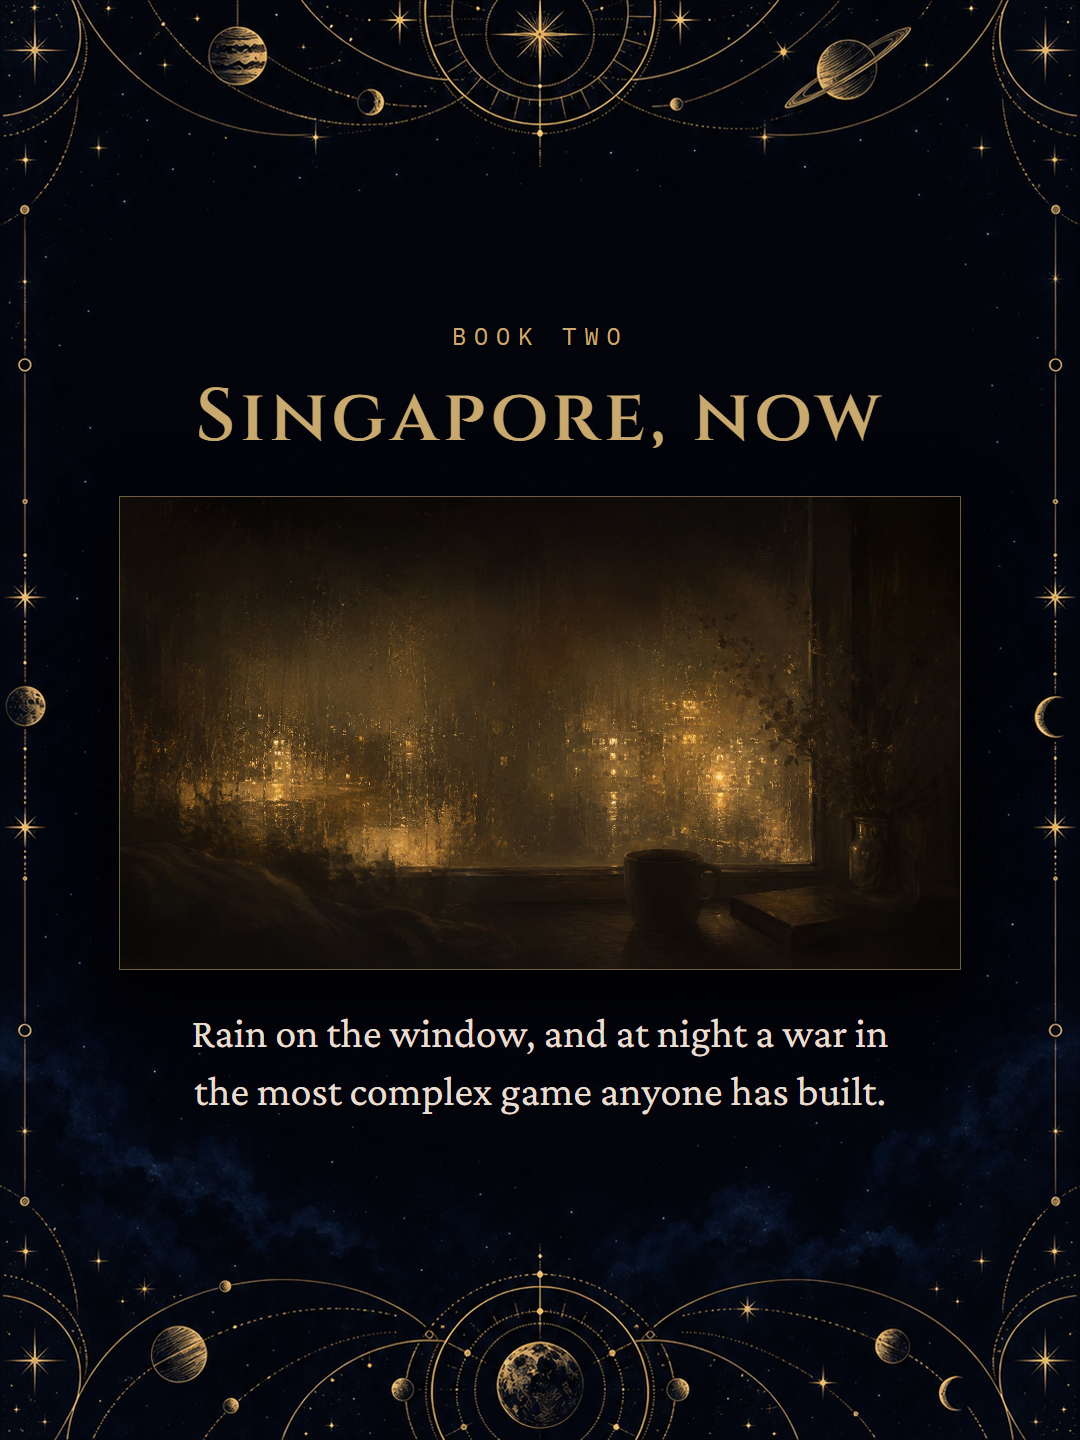 BOOK TWO
Singapore, now
Rain on the window, and at night a war in
the most complex game anyone has built.